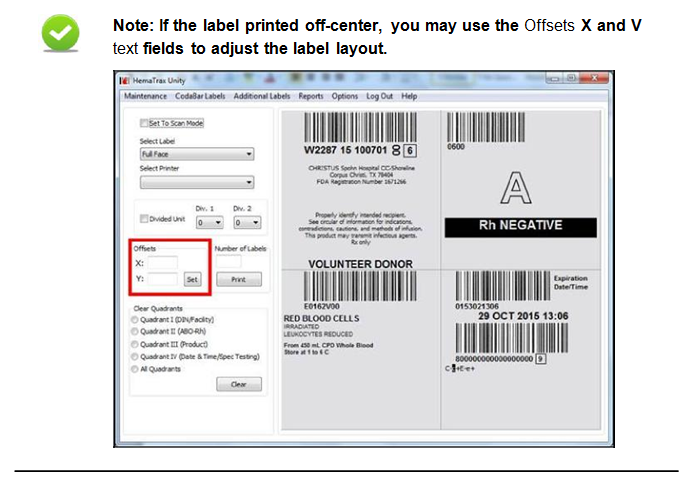 Note: If the label printed off-center, you may use the Offsets X and V
text fields to adjust the label layout.
HemaTrax Unity
Maintenance CodaBar Labels Additional Labels Reports Options Log Out Help
Set To Scan Mode
Select Label
Full Face
Select Printer
Div. 1 Div. 2
Divided Unit 0 0
Offsets Number of Labels
X:
Y: Set Print
Clear Quadrants
Quadrant I (DIN/Facility)
Quadrant II (ABO-Rh)
Quadrant III (Product)
Quadrant IV (Date & Time/Spec Testing)
All Quadrants
Clear
W2287 15 100701 8 6
CHRISTUS Spohn Hospital CC-Shoreline
Corpus Christi, TX 78404
FDA Registration Number 1671266
Properly identify intended recipient.
See circular of information for indications,
contradictions, cautions, and methods of infusion.
This product may transmit infectious agents.
Rx only
VOLUNTEER DONOR
0600
A
Rh NEGATIVE
E0162V00
RED BLOOD CELLS
IRRADIATED
LEUKOCYTES REDUCED
From 450 mL CPD Whole Blood
Store at 1 to 6 C
Expiration
Date/Time
0153021306
29 OCT 2015 13:06
8000000000000000 9